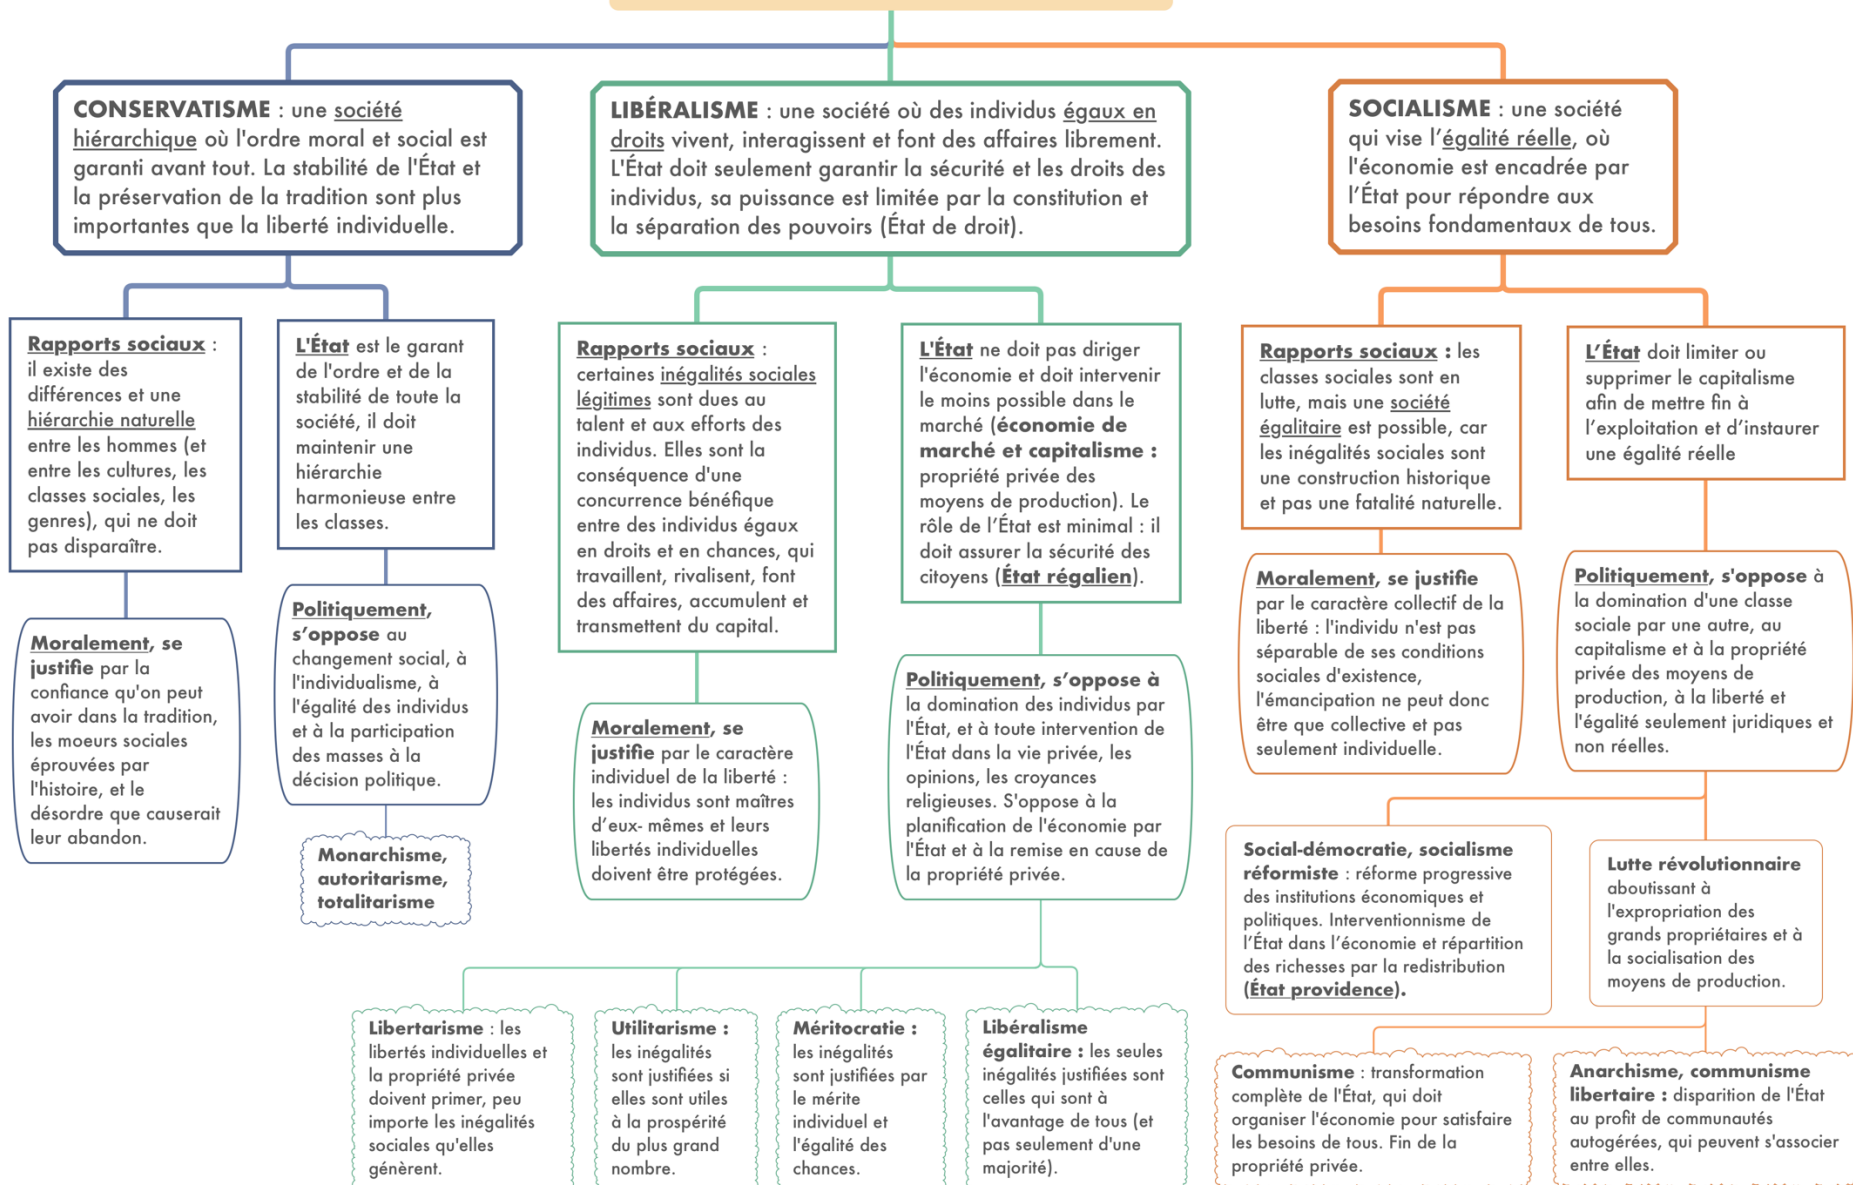 CONSERVATISME : une société
hiérarchique où l'ordre moral et social est
garanti avant tout. La stabilité de l'État et
la préservation de la tradition sont plus
importantes que la liberté individuelle.
LIBÉRALISME : une société où des individus égaux en
droits vivent, interagissent et font des affaires librement.
L'État doit seulement garantir la sécurité et les droits des
individus, sa puissance est limitée par la constitution et
la séparation des pouvoirs (État de droit).
SOCIALISME : une société
qui vise l’égalité réelle, où
l'économie est encadrée par
l’État pour répondre aux
besoins fondamentaux de tous.
Rapports sociaux :
il existe des
différences et une
hiérarchie naturelle
entre les hommes (et
entre les cultures, les
classes sociales, les
genres), qui ne doit
pas disparaître.
L'État est le garant
de l'ordre et de la
stabilité de toute la
société, il doit
maintenir une
hiérarchie
harmonieuse entre
les classes.
Rapports sociaux :
certaines inégalités sociales
légitimes sont dues au
talent et aux efforts des
individus. Elles sont la
conséquence d'une
concurrence bénéfique
entre des individus égaux
en droits et en chances, qui
travaillent, rivalisent, font
des affaires, accumulent et
transmettent du capital.
L'État ne doit pas diriger
l'économie et doit intervenir
le moins possible dans le
marché (économie de
marché et capitalisme :
propriété privée des
moyens de production). Le
rôle de l’État est minimal : il
doit assurer la sécurité des
citoyens (État régalien).
Rapports sociaux : les
classes sociales sont en
lutte, mais une société
égalitaire est possible, car
les inégalités sociales sont
une construction historique
et pas une fatalité naturelle.
L’État doit limiter ou
supprimer le capitalisme
afin de mettre fin à
l’exploitation et d’instaurer
une égalité réelle
Moralement, se
justifie par la
confiance qu'on peut
avoir dans la tradition,
les moeurs sociales
éprouvées par
l'histoire, et le
désordre que causerait
leur abandon.
Politiquement,
s’oppose au
changement social, à
l'individualisme, à
l'égalité des individus
et à la participation
des masses à la
décision politique.
Monarchisme,
autoritarisme,
totalitarisme
Moralement, se
justifie par le caractère
individuel de la liberté :
les individus sont maîtres
d’eux- mêmes et leurs
libertés individuelles
doivent être protégées.
Politiquement, s’oppose à
la domination des individus par
l'État, et à toute intervention de
l'État dans la vie privée, les
opinions, les croyances
religieuses. S'oppose à la
planification de l'économie par
l'État et à la remise en cause de
la propriété privée.
Moralement, se justifie
par le caractère collectif de la
liberté : l'individu n'est pas
séparable de ses conditions
sociales d'existence,
l'émancipation ne peut donc
être que collective et pas
seulement individuelle.
Politiquement, s'oppose à
la domination d'une classe
sociale par une autre, au
capitalisme et à la propriété
privée des moyens de
production, à la liberté et
l'égalité seulement juridiques et
non réelles.
Social-démocratie, socialisme
réformiste : réforme progressive
des institutions économiques et
politiques. Interventionnisme de
l’État dans l’économie et répartition
des richesses par la redistribution
(État providence).
Lutte révolutionnaire
aboutissant à
l'expropriation des
grands propriétaires et à
la socialisation des
moyens de production.
Libertarisme : les
libertés individuelles et
la propriété privée
doivent primer, peu
importe les inégalités
sociales qu'elles
génèrent.
Utilitarisme :
les inégalités
sont justifiées si
elles sont utiles
à la prospérité
du plus grand
nombre.
Méritocratie :
les inégalités
sont justifiées par
le mérite
individuel et
l'égalité des
chances.
Libéralisme
égalitaire : les seules
inégalités justifiées sont
celles qui sont à
l'avantage de tous (et
pas seulement d'une
majorité).
Communisme : transformation
complète de l'État, qui doit
organiser l'économie pour satisfaire
les besoins de tous. Fin de la
propriété privée.
Anarchisme, communisme
libertaire : disparition de l'État
au profit de communautés
autogérées, qui peuvent s'associer
entre elles.